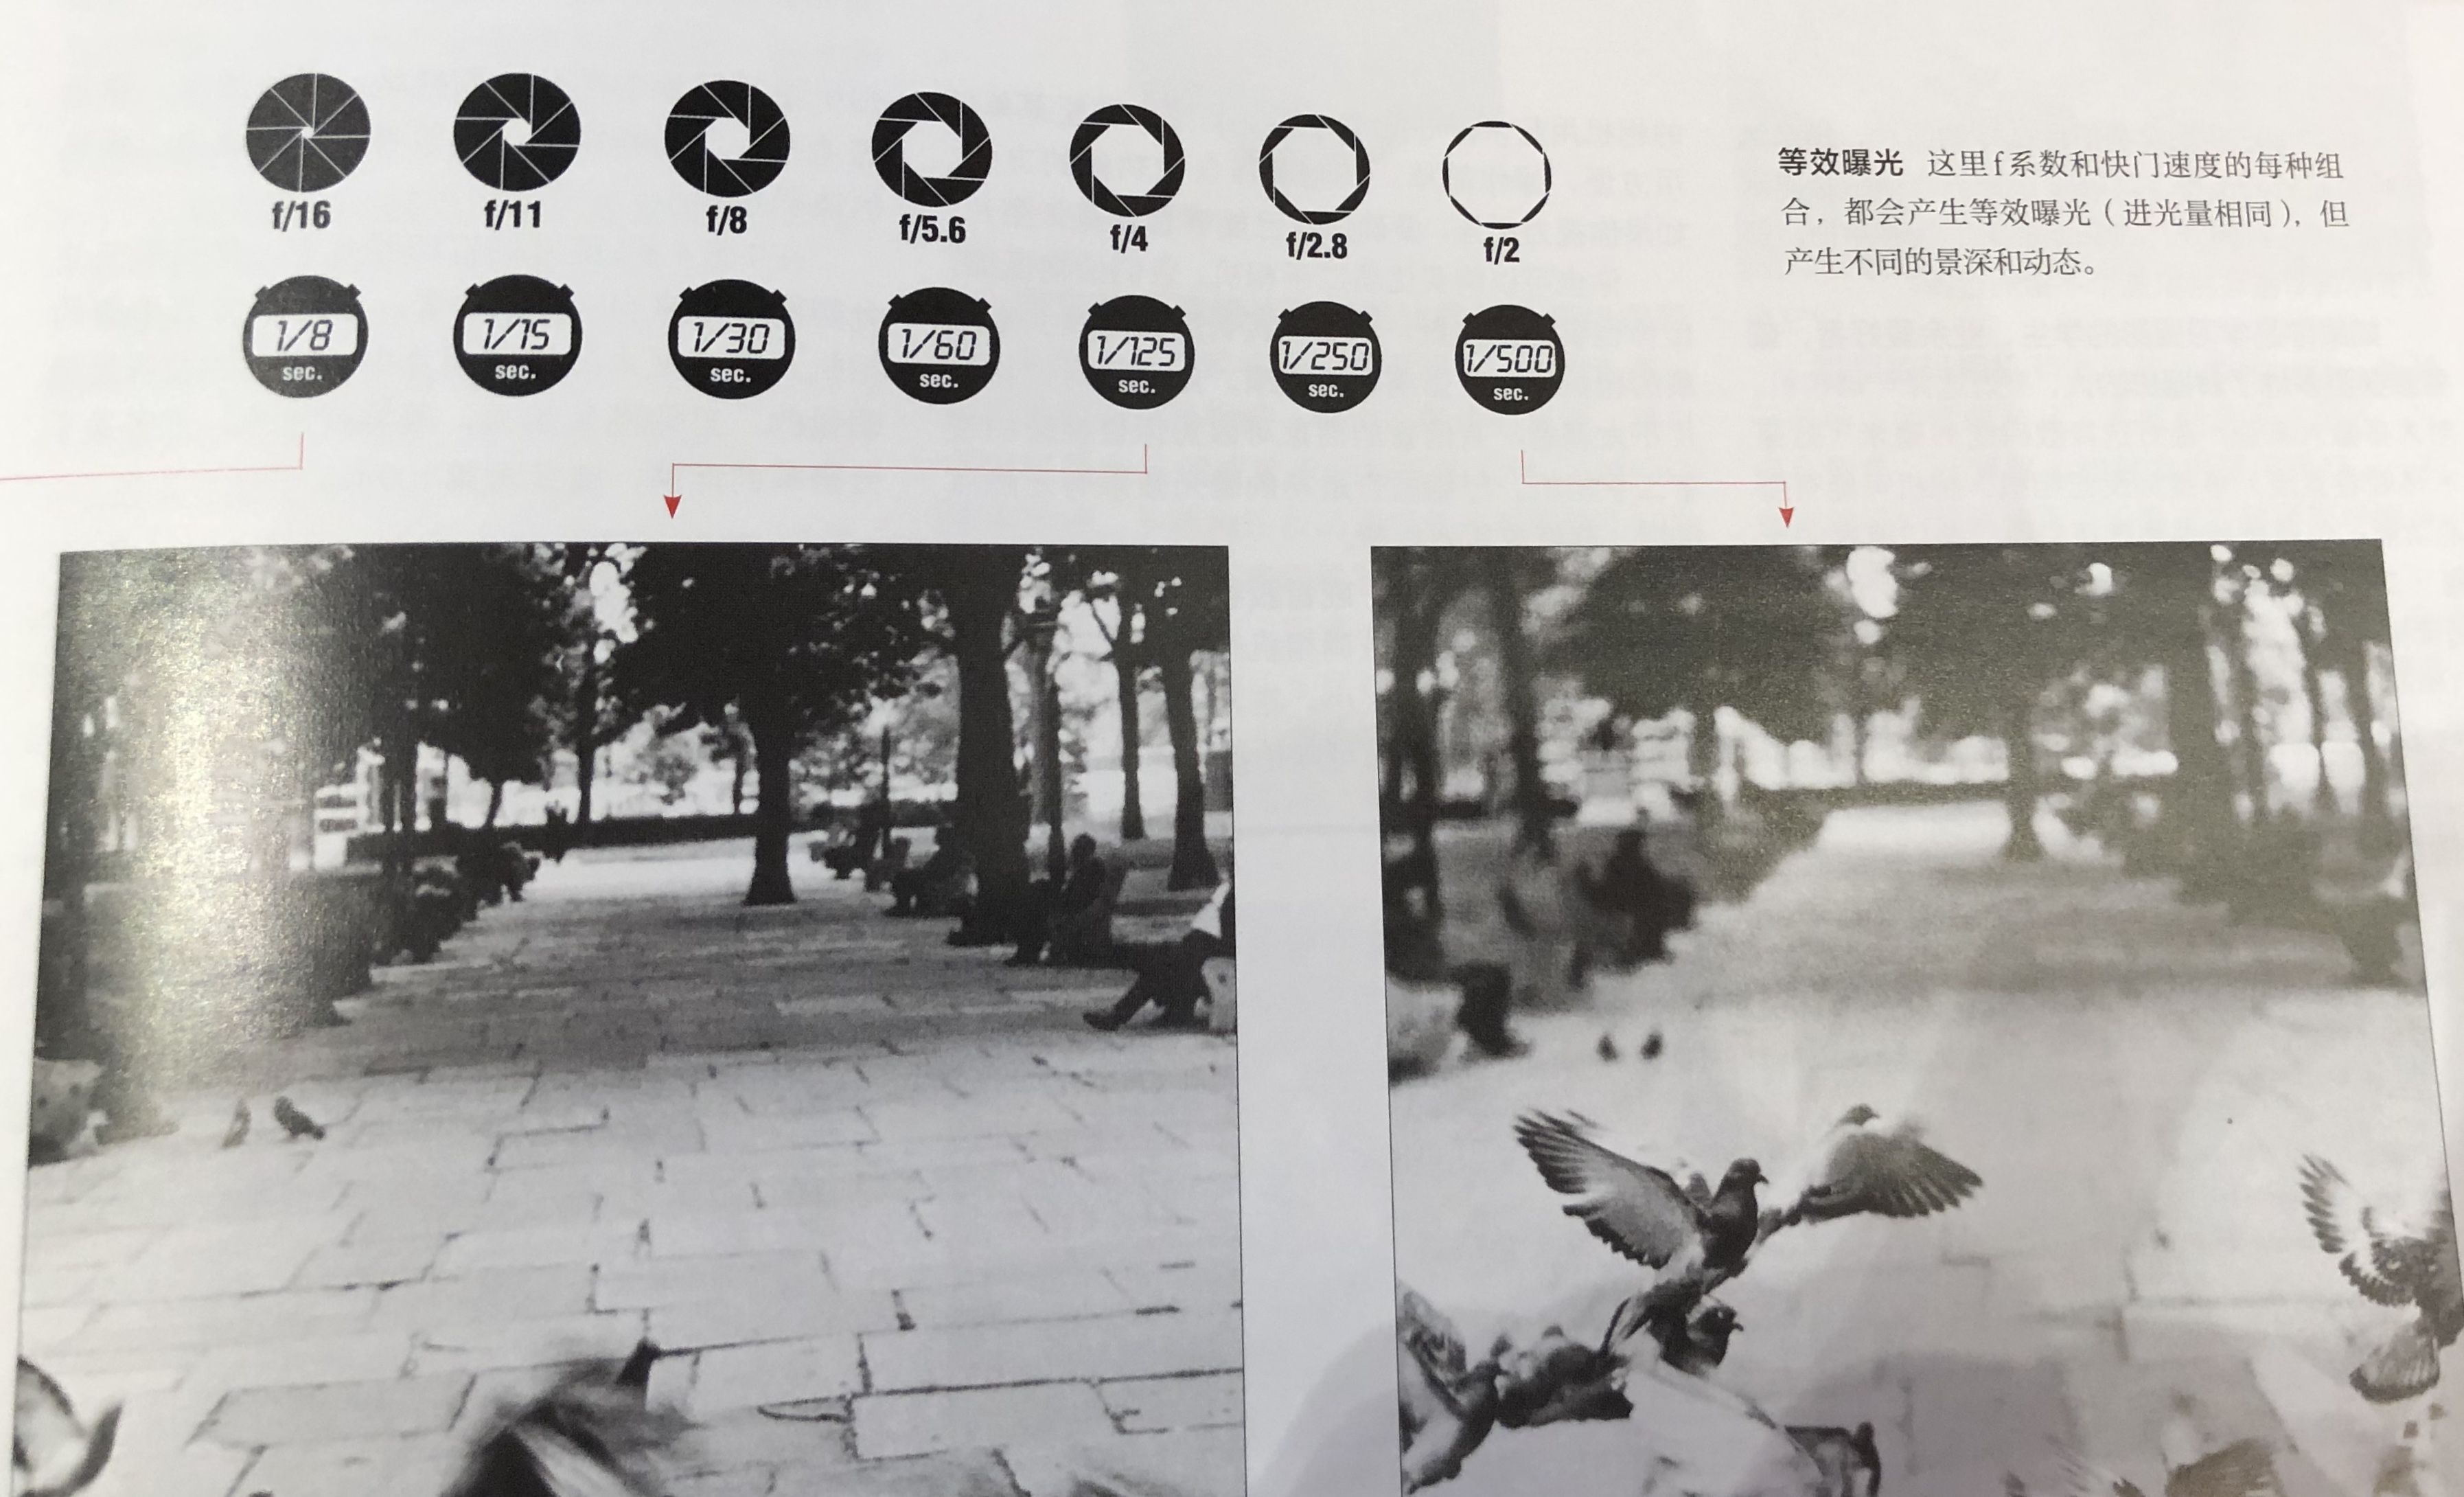 f/16 f/11 f/8 f/5.6 f/4 f/2.8 f/2
1/8 1/15 1/30 1/60 1/125 1/250 1/500
sec. sec. sec. sec. sec. sec. sec.
等效曝光 这里f系数和快门速度的每种组
合，都会产生等效曝光（进光量相同），但
产生不同的景深和动态。